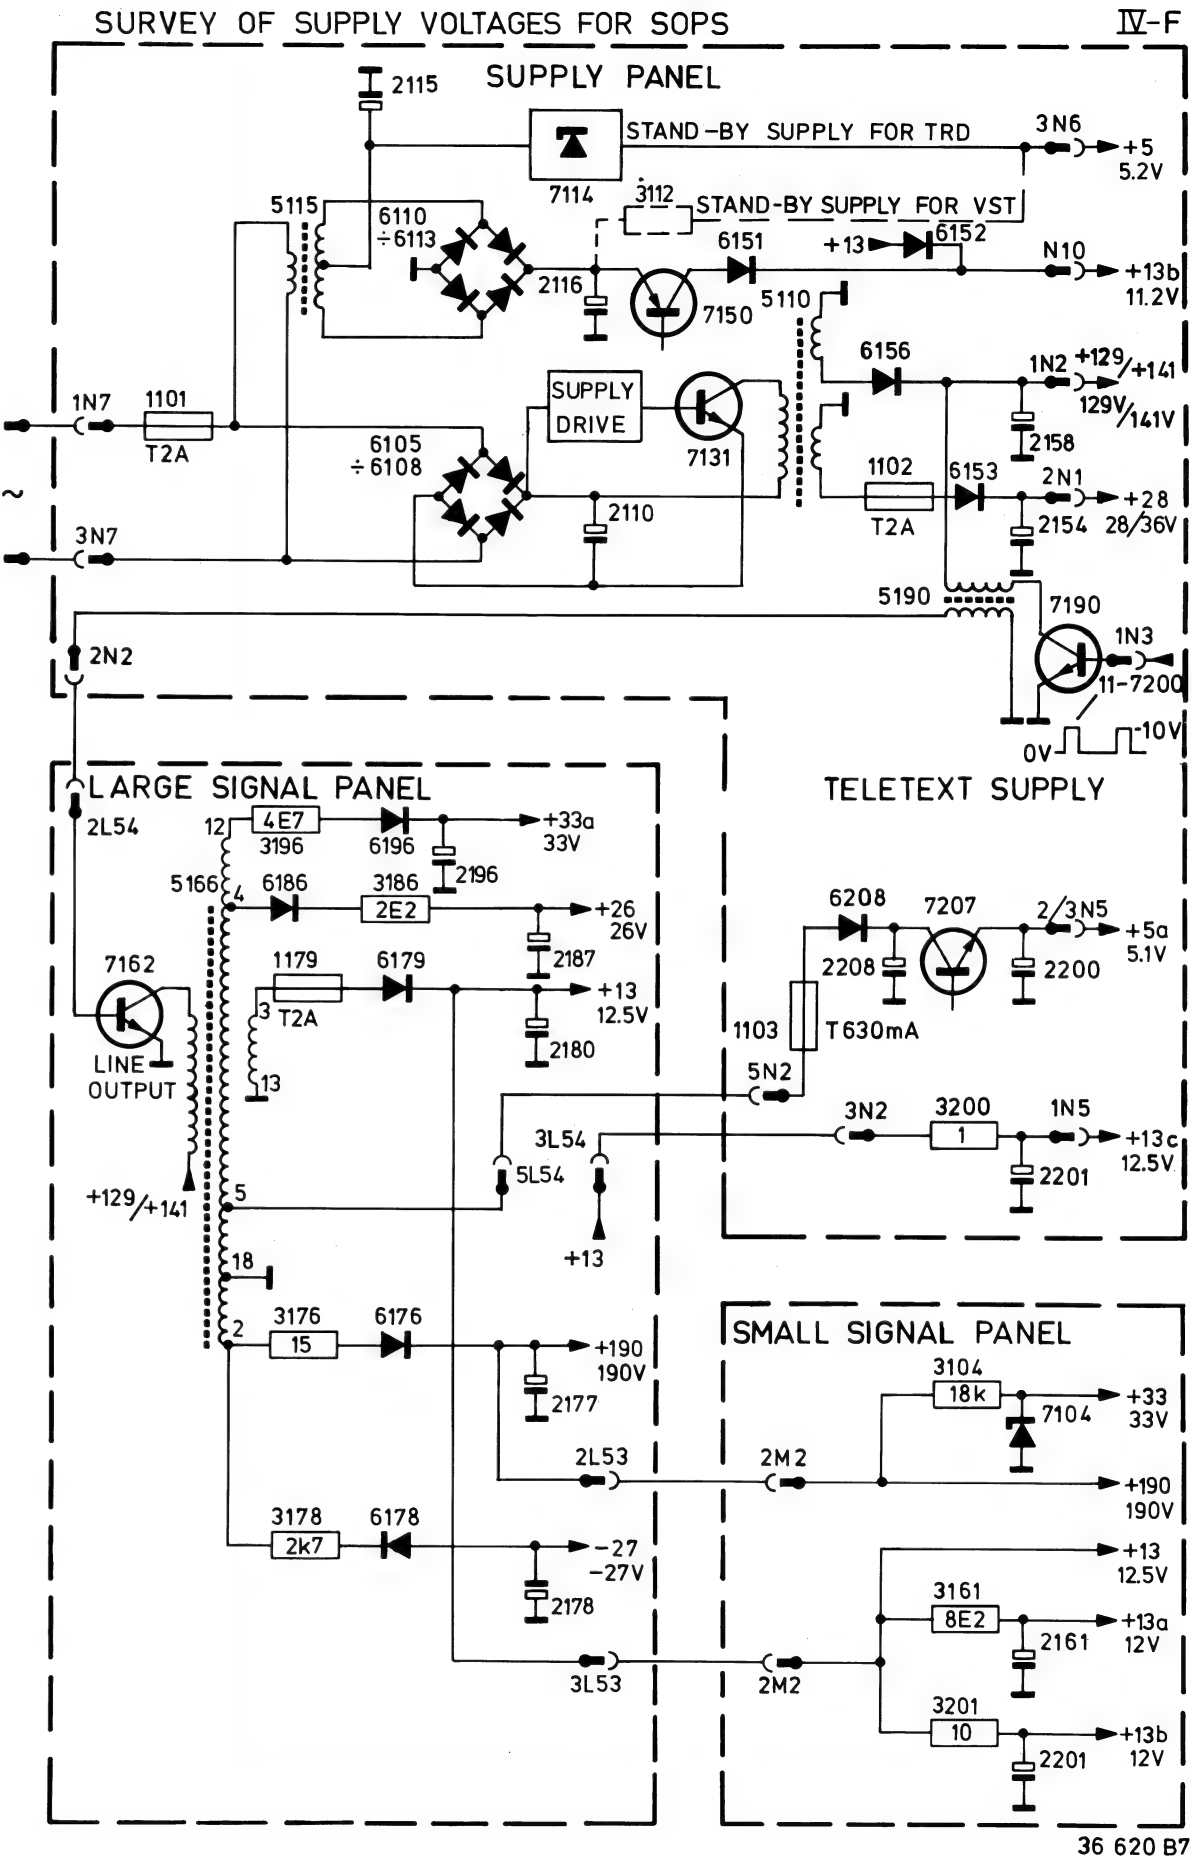 SURVEY OF SUPPLY VOLTAGES FOR SOPS
IV-F
SUPPLY PANEL
2115
7114
STAND-BY SUPPLY FOR TRD
3N6
+5
5.2V
3112
STAND-BY SUPPLY FOR VST
5115
6110
÷6113
2116
7150
6151
+13
6152
N10
+13b
11.2V
5110
6156
1N2
+129/+141
129V/141V
2158
1N7
1101
T2A
6105
÷6108
SUPPLY
DRIVE
7131
2110
1102
T2A
6153
2N1
+28
28/36V
2154
~
3N7
5190
7190
1N3
11-7200
0V
-10V
2N2
LARGE SIGNAL PANEL
2L54
12
4E7
3196
6196
+33a
33V
2196
5166
4
6186
3186
2E2
+26
26V
2187
7162
LINE
OUTPUT
3
1179
T2A
6179
+13
12.5V
2180
13
+129/+141
5
5L54
3L54
+13
18
2
3176
15
6176
+190
190V
2177
2L53
3178
2k7
6178
-27
-27V
2178
3L53
TELETEXT SUPPLY
6208
7207
2/3N5
+5a
5.1V
2208
2200
1103
T630mA
5N2
3N2
3200
1
1N5
+13c
12.5V
2201
SMALL SIGNAL PANEL
3104
18k
7104
+33
33V
2M2
+190
190V
+13
12.5V
3161
8E2
+13a
12V
2161
2M2
3201
10
+13b
12V
2201
36 620 B7